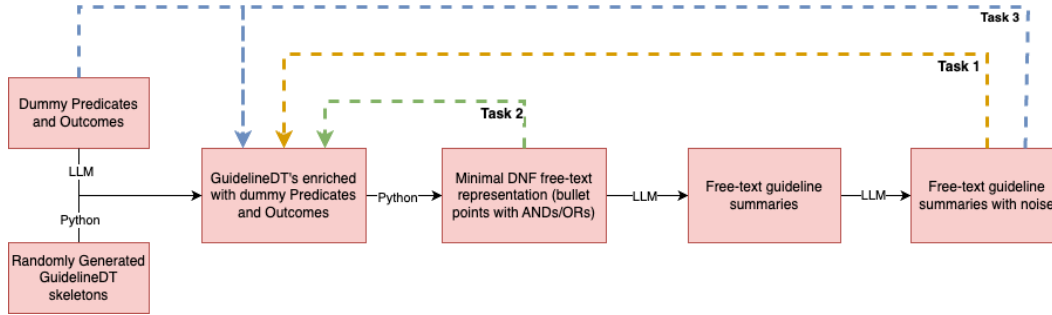 Task 3
Task 1
Task 2
Dummy Predicates
and Outcomes
LLM
Python
Randomly Generated
GuidelineDT
skeletons
GuidelineDT's enriched
with dummy Predicates
and Outcomes
Python
Minimal DNF free-text
representation (bullet
points with ANDs/ORs)
LLM
Free-text guideline
summaries
LLM
Free-text guideline
summaries with noise